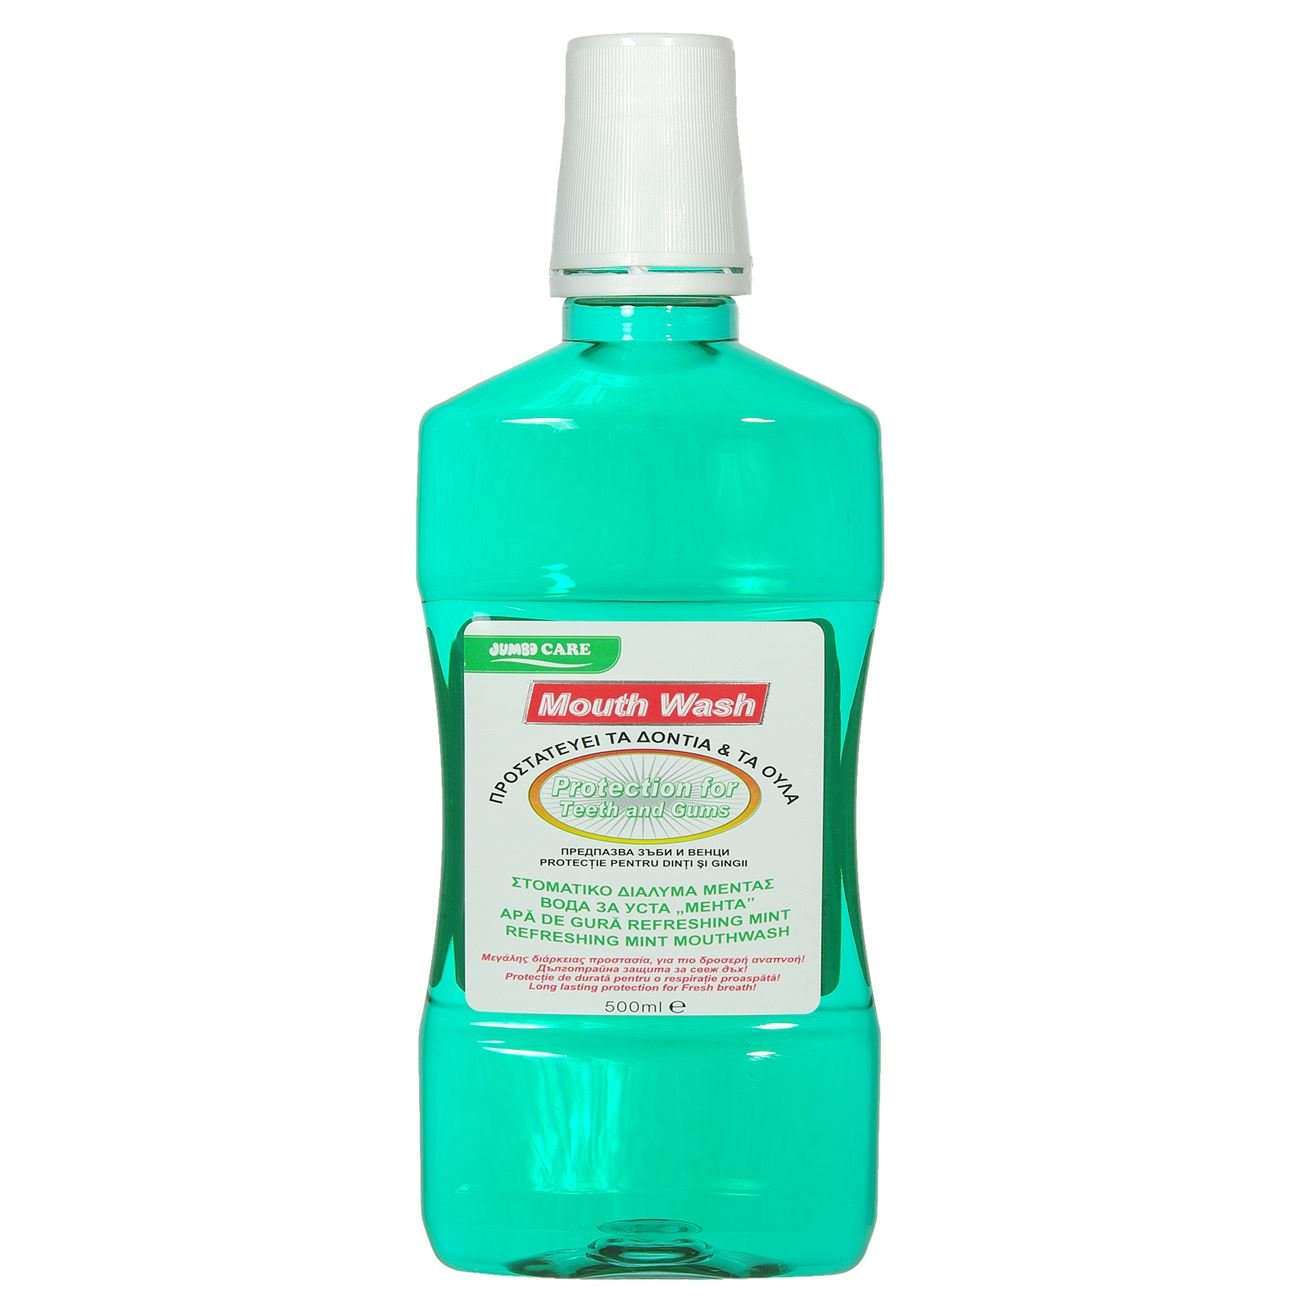 JUMBO CARE
Mouth Wash
ΠΡΟΣΤΑΤΕΥΕΙ ΤΑ ΔΟΝΤΙΑ & ΤΑ ΟΥΛΑ
Protection for
Teeth and Gums
ПРЕДПАЗВА ЗЪБИ И ВЕНЦИ
PROTECȚIE PENTRU DINȚI ȘI GINGII
ΣΤΟΜΑΤΙΚΟ ΔΙΑΛΥΜΑ ΜΕΝΤΑΣ
ВОДА ЗА УСТА „МЕНТА”
APĂ DE GURĂ REFRESHING MINT
REFRESHING MINT MOUTHWASH
Μεγάλης διάρκειας προστασία, για πιο δροσερή αναπνοή!
Дълготрайна защита за свеж дъх!
Protecție de durată pentru o respirație proaspătă!
Long lasting protection for Fresh breath!
500ml ℮